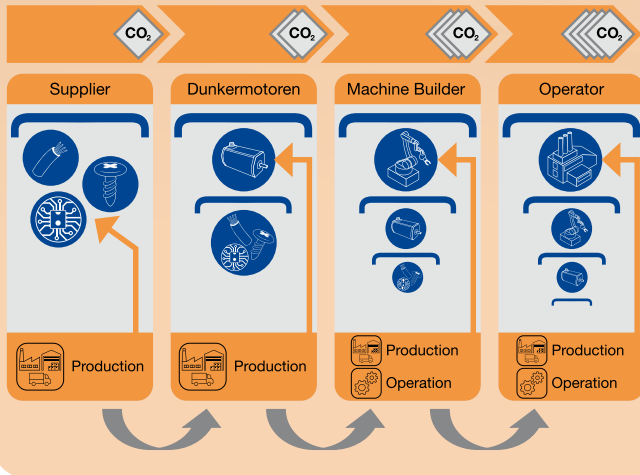 CO₂ CO₂ CO₂ CO₂
Supplier Dunkermotoren Machine Builder Operator
Production Production Production Production
Operation Operation